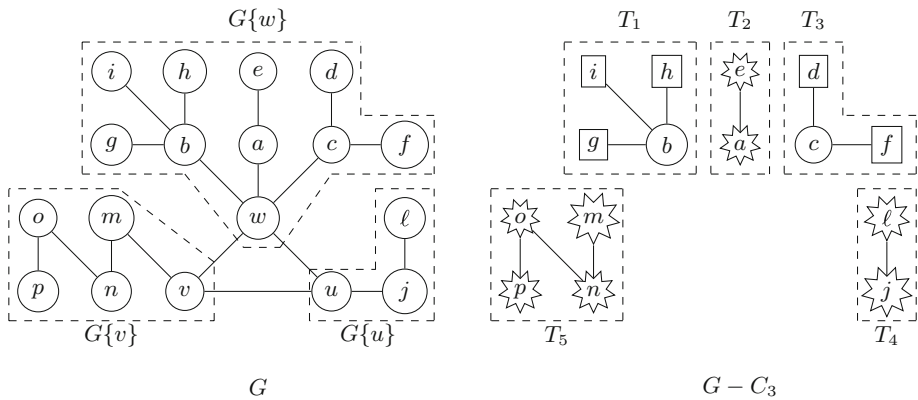 G{w} T₁ T₂ T₃
i h e d i h e d
g b a c f g b a c f
o m w ℓ o m ℓ
p n v u j p n j
G{v} G{u} T₅ T₄
G G − C₃